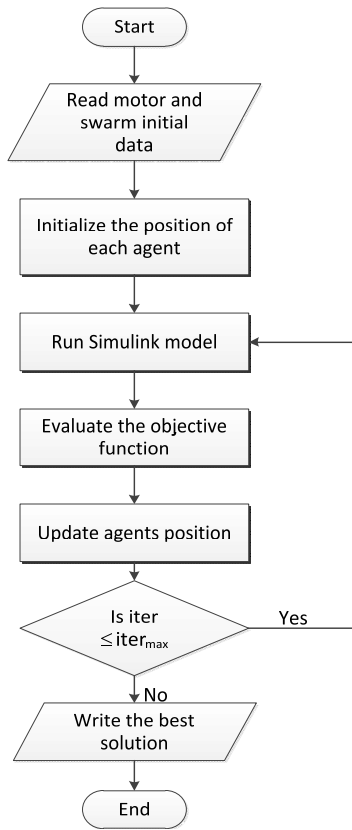 Start
Read motor and
swarm initial
data
Initialize the position of
each agent
Run Simulink model
Evaluate the objective
function
Update agents position
Is iter
≤ iter_max
Yes
No
Write the best
solution
End